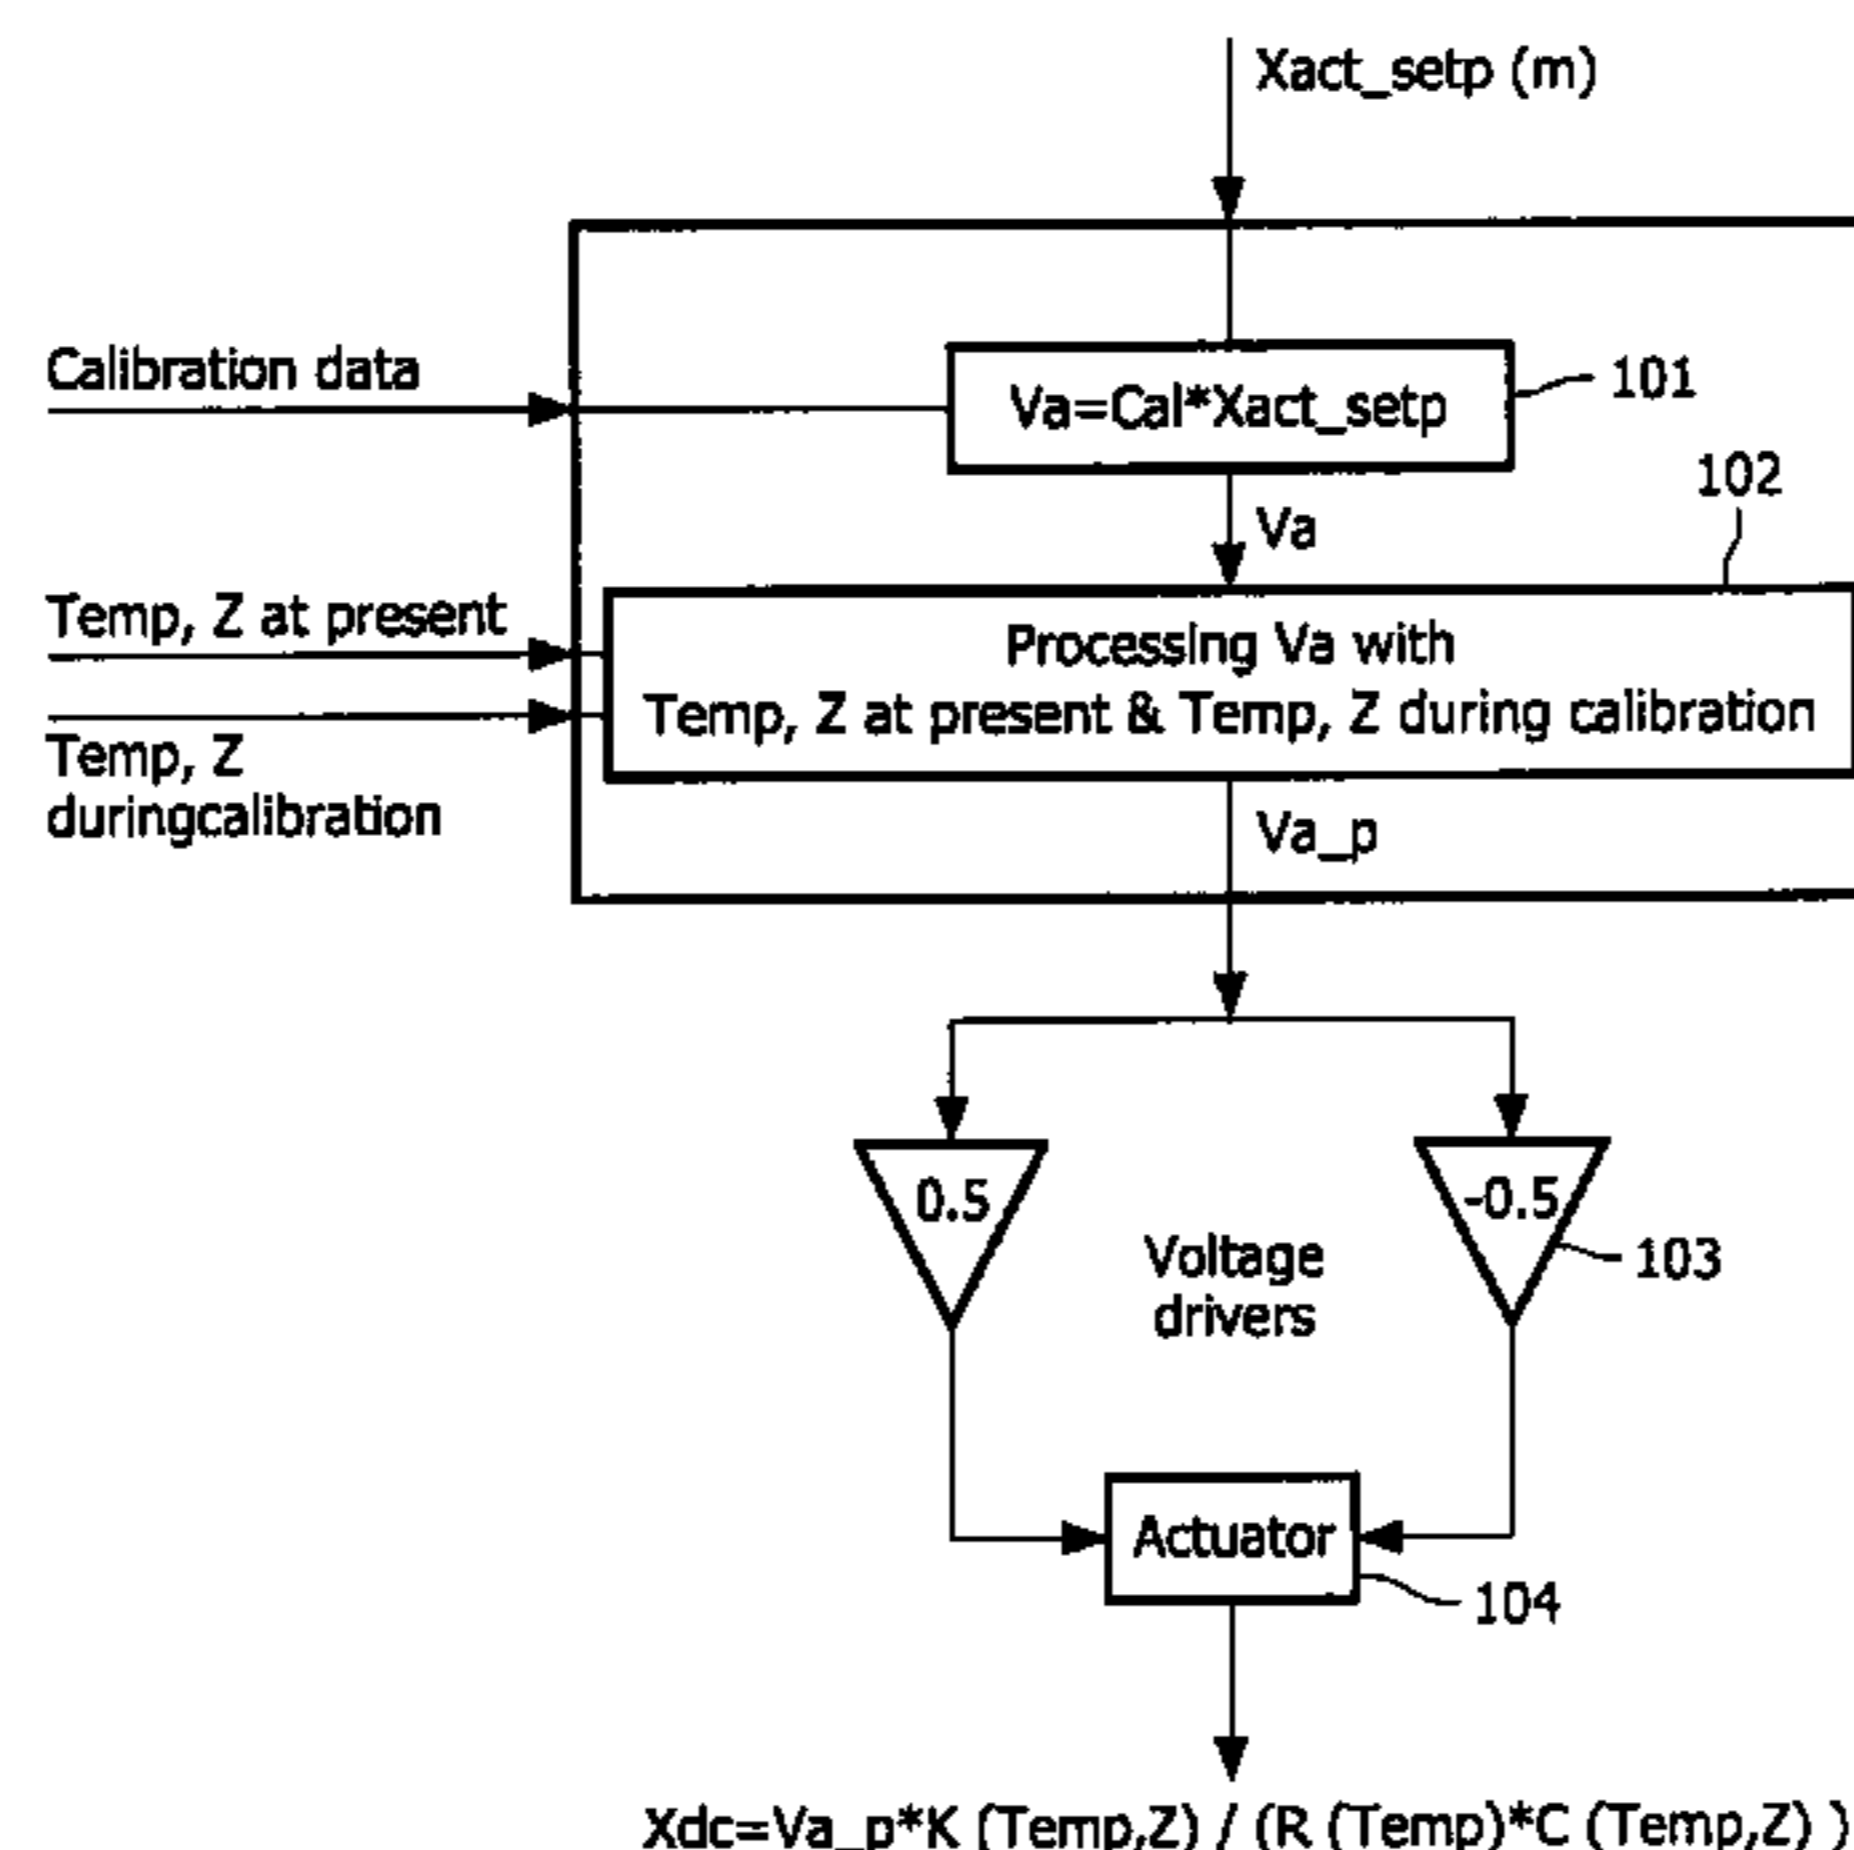 Xact_setp (m)
Calibration data
Va=Cal*Xact_setp
101
102
Va
Temp, Z at present
Processing Va with
Temp, Z at present & Temp, Z during calibration
Temp, Z
duringcalibration
Va_p
0.5
-0.5
Voltage
drivers
103
Actuator
104
Xdc=Va_p*K (Temp,Z) / (R (Temp)*C (Temp,Z) )